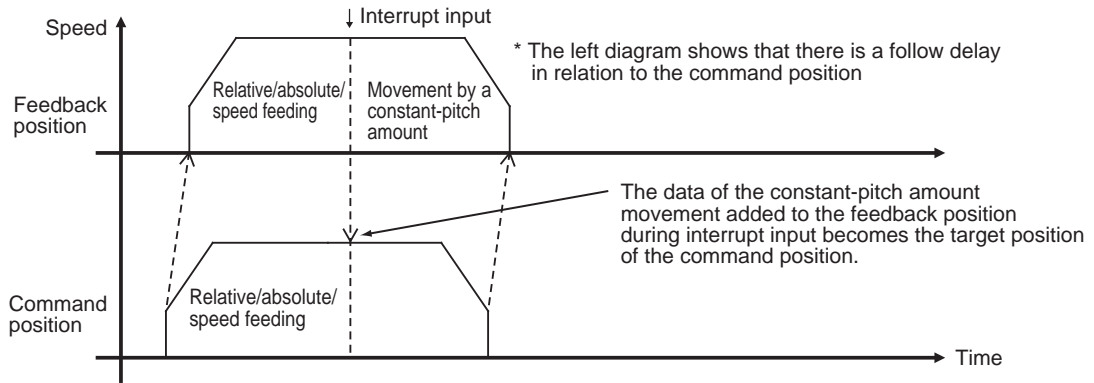 Interrupt input
Speed
* The left diagram shows that there is a follow delay
in relation to the command position
Relative/absolute/
speed feeding
Movement by a
constant-pitch
amount
Feedback
position
The data of the constant-pitch amount
movement added to the feedback position
during interrupt input becomes the target position
of the command position.
Relative/absolute/
speed feeding
Command
position
Time